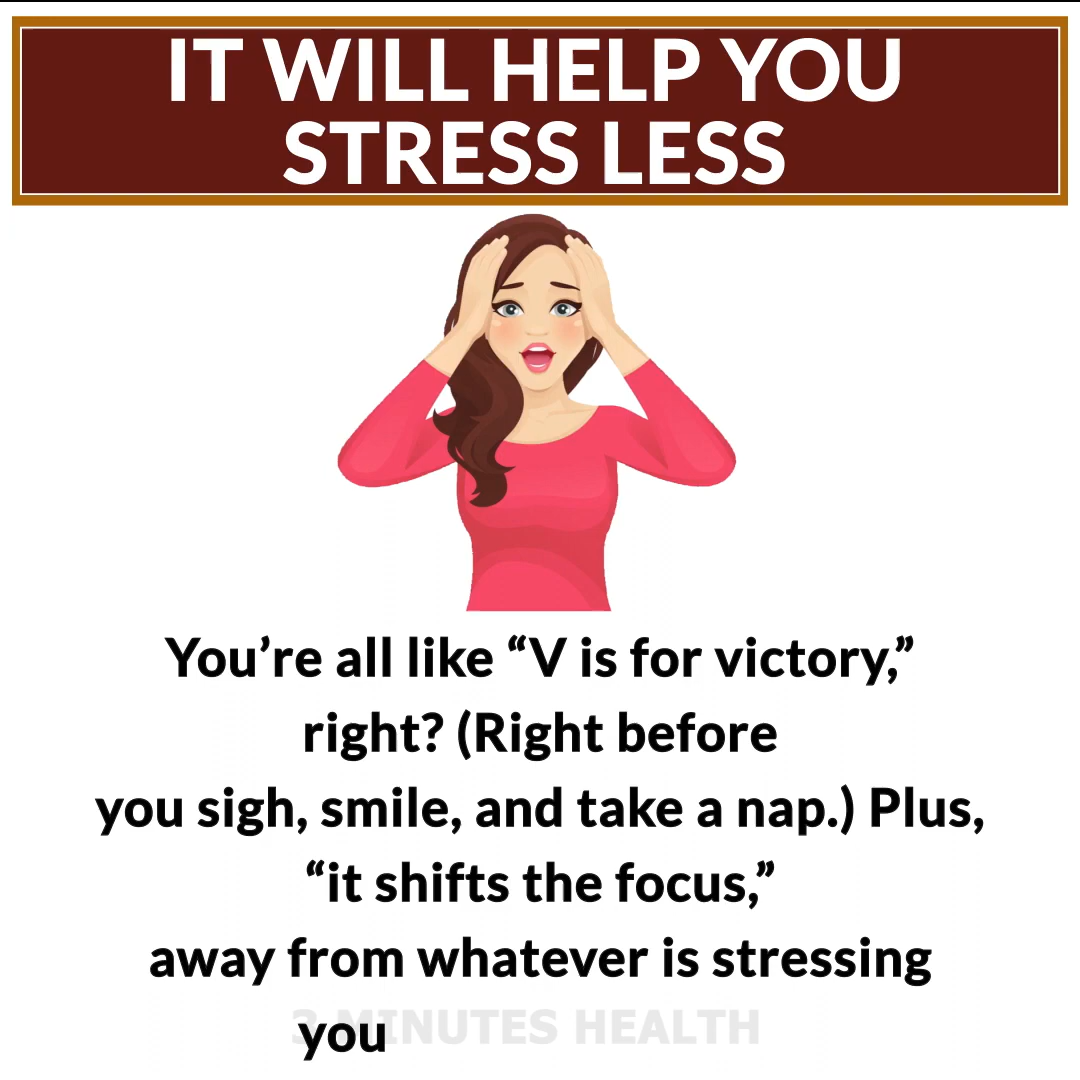 IT WILL HELP YOU
STRESS LESS
You’re all like “V is for victory,”
right? (Right before
you sigh, smile, and take a nap.) Plus,
“it shifts the focus,”
away from whatever is stressing
you
MINUTES HEALTH